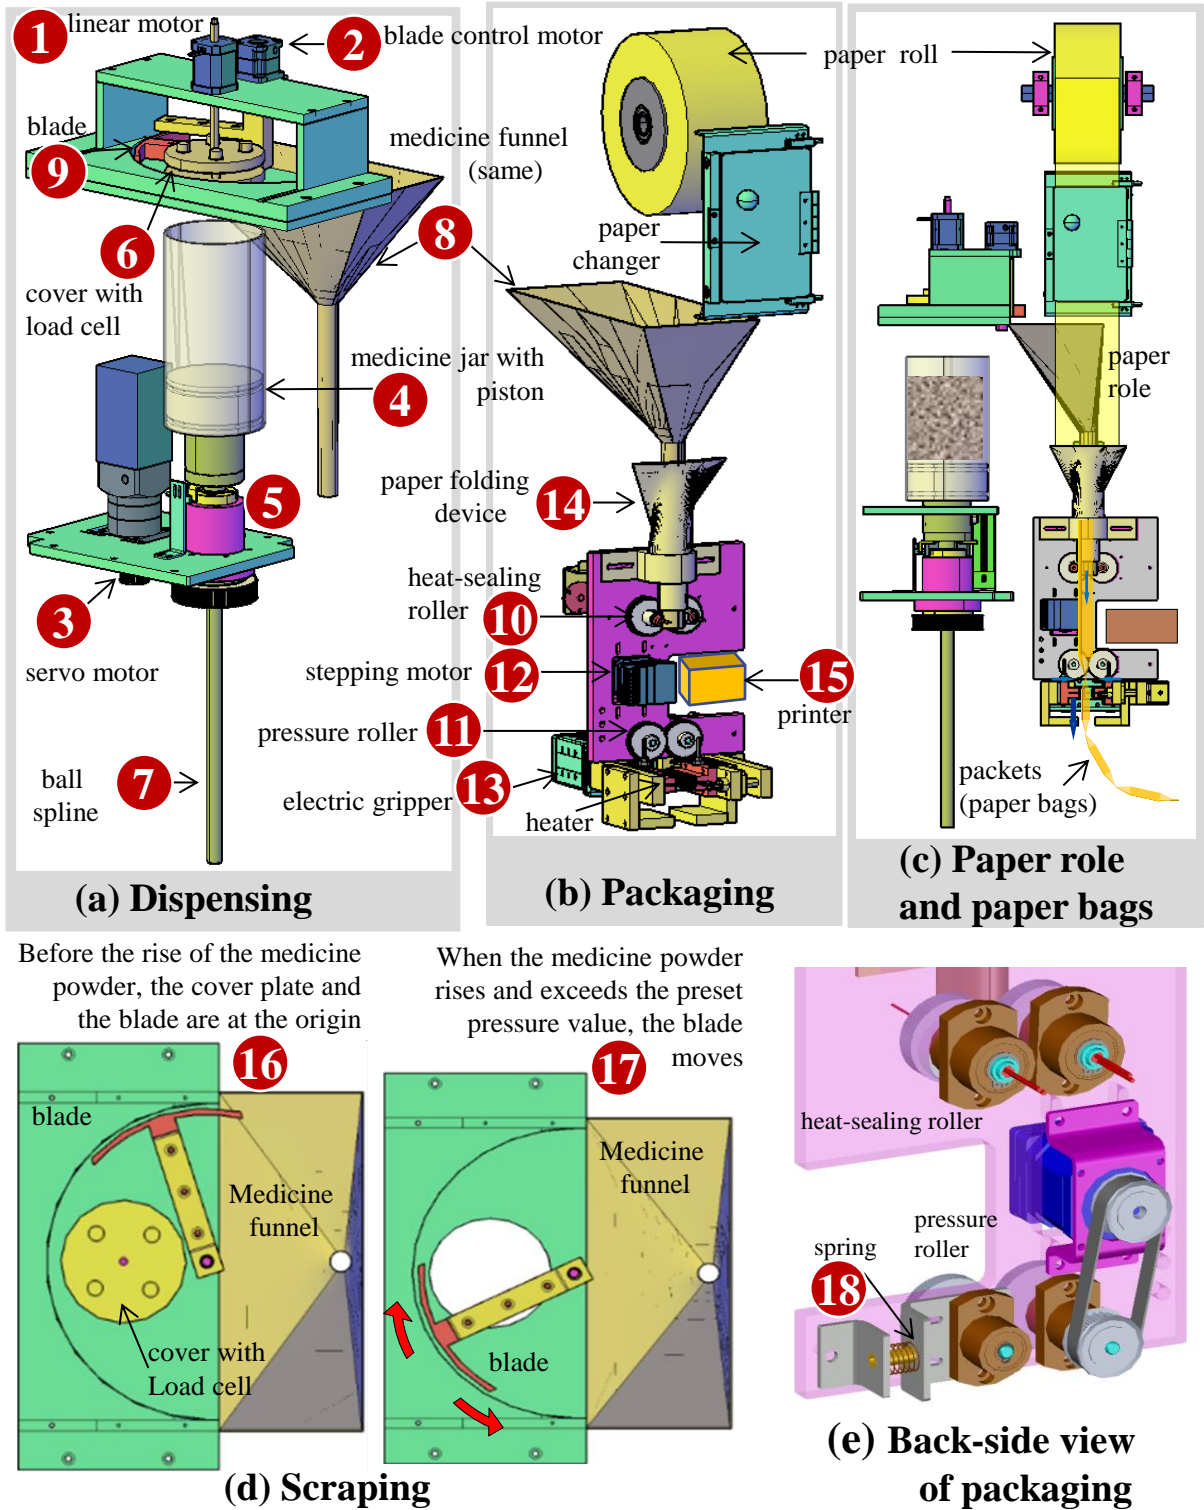 1
linear motor
2
blade control motor
blade
9
6
cover with
load cell
medicine funnel
(same)
8
medicine jar with
4
piston
5
3
servo motor
7
ball
spline
(a) Dispensing
paper roll
paper
changer
paper folding
device
14
heat-sealing
roller
10
stepping motor
12
15
printer
pressure roller
11
electric gripper
13
heater
(b) Packaging
paper
role
packets
(paper bags)
(c) Paper role
and paper bags
Before the rise of the medicine
powder, the cover plate and
the blade are at the origin
16
blade
Medicine
funnel
cover with
Load cell
When the medicine powder
rises and exceeds the preset
pressure value, the blade
moves
17
Medicine
funnel
blade
(d) Scraping
heat-sealing roller
pressure
roller
spring
18
(e) Back-side view
of packaging